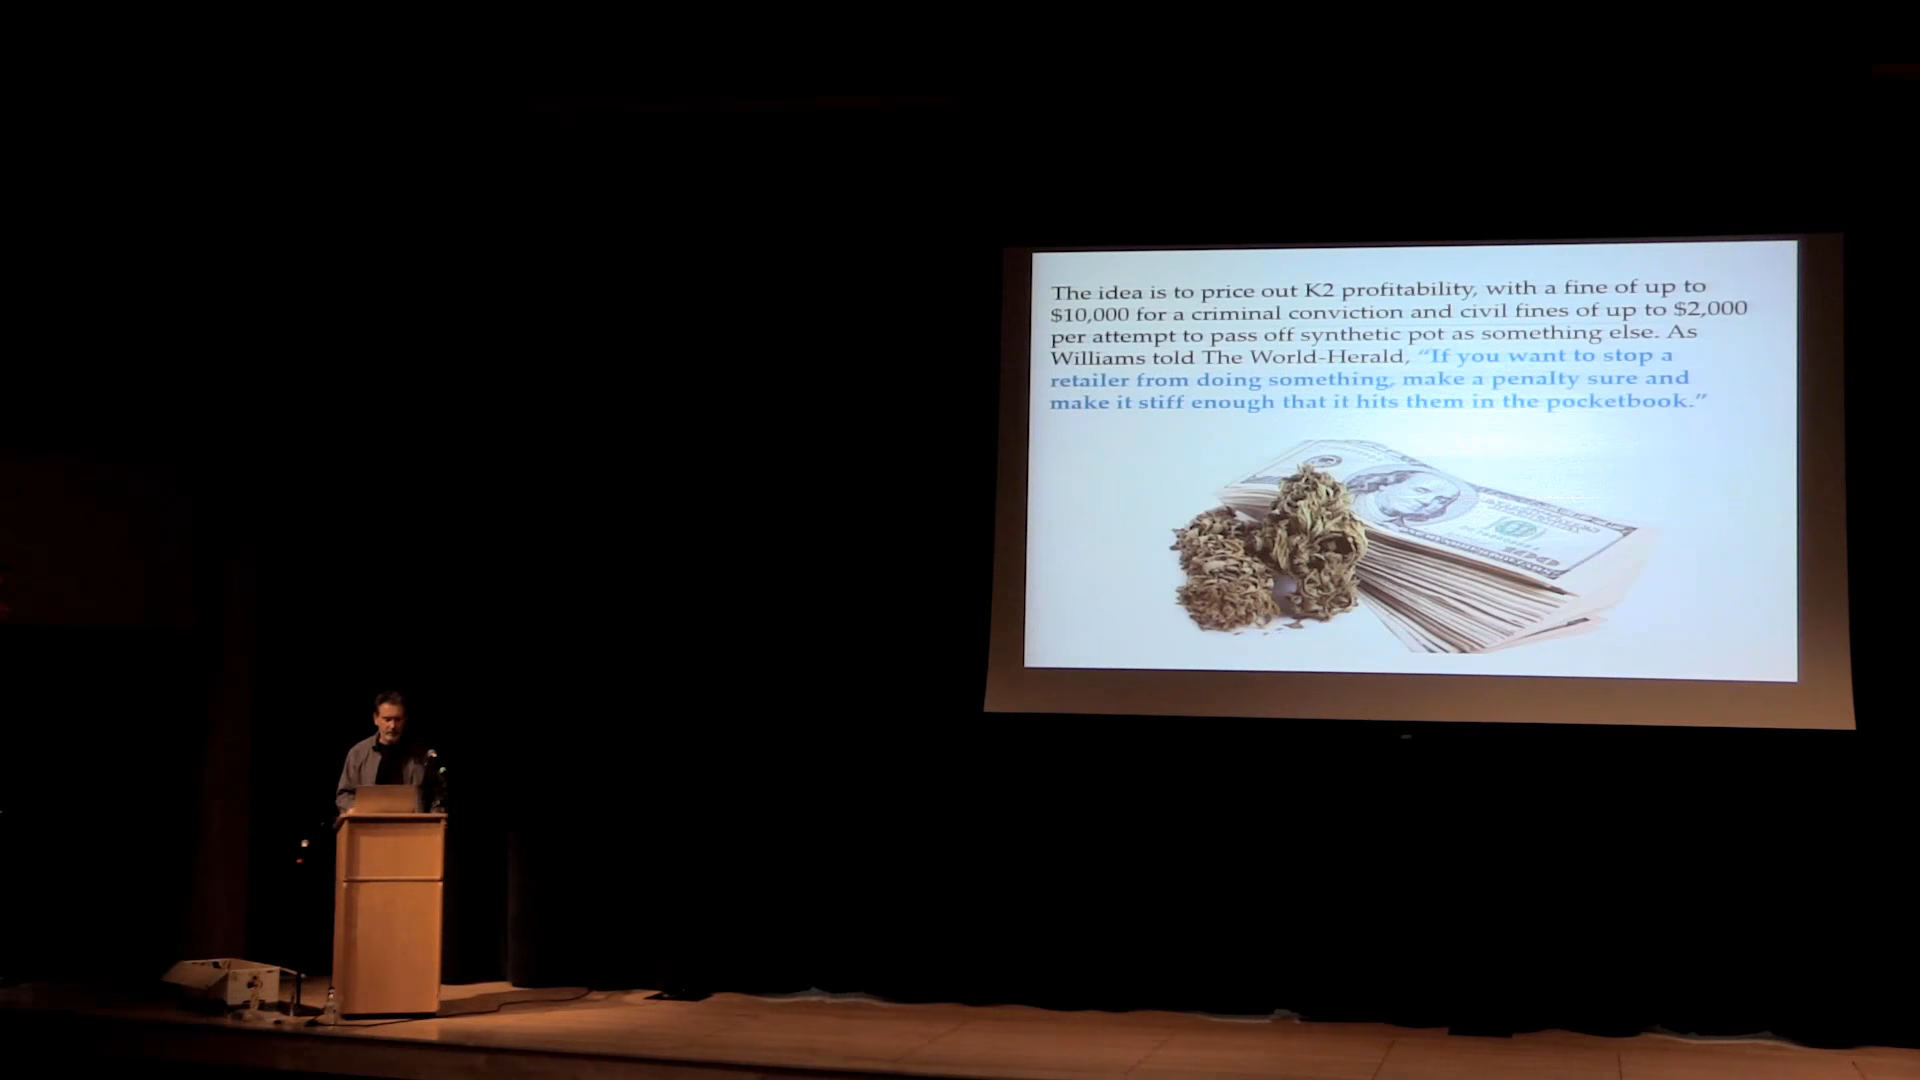 The idea is to price out K2 profitability, with a fine of up to
$10,000 for a criminal conviction and civil fines of up to $2,000
per attempt to pass off synthetic pot as something else. As
Williams told The World-Herald, “If you want to stop a
retailer from doing something, make a penalty sure and
make it stiff enough that it hits them in the pocketbook.”